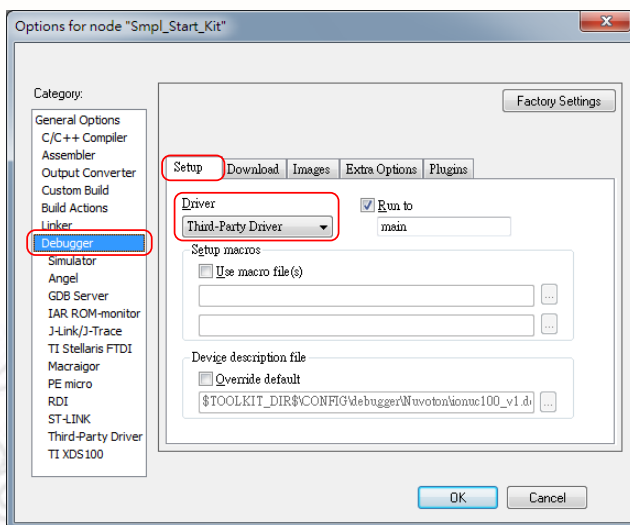 Options for node "Smpl_Start_Kit"
Category:
Factory Settings
General Options
C/C++ Compiler
Assembler
Output Converter
Custom Build
Build Actions
Linker
Debugger
Simulator
Angel
GDB Server
IAR ROM-monitor
J-Link/J-Trace
TI Stellaris FTDI
Macraigor
PE micro
RDI
ST-LINK
Third-Party Driver
TI XDS100
Setup Download Images Extra Options Plugins
Driver
Third-Party Driver
Run to
main
Setup macros
Use macro file(s)
...
...
Device description file
Override default
$TOOLKIT_DIR$\CONFIG\debugger\Nuvoton\ionuc100_v1.d
...
OK Cancel